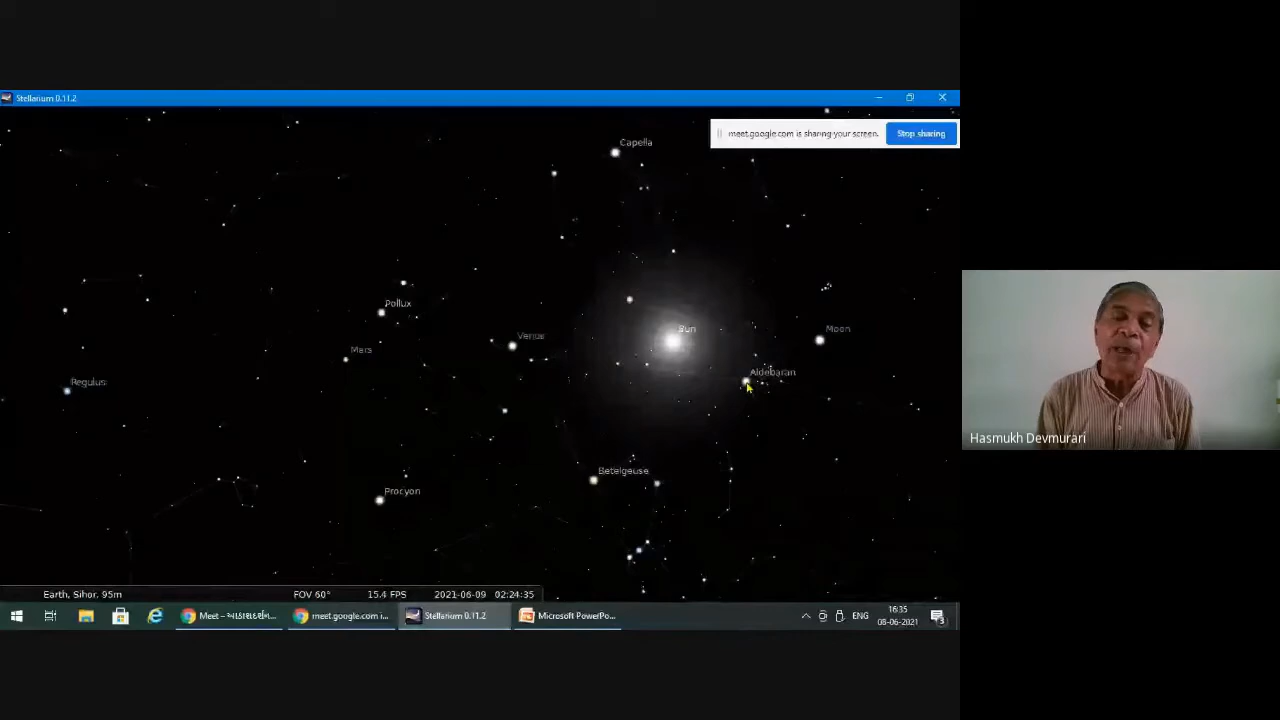 Stellarium 0.11.2
meet.google.com is sharing your screen.
Stop sharing
Capella
Pollux
Mars
Venus
Sun
Moon
Regulus
Aldebaran
Betelgeuse
Procyon
Hasmukh Devmurari
Earth, Sihor, 95m
FOV 60°
15.4 FPS
2021-06-09 02:24:35
Meet –
meet.google.com i...
Stellarium 0.11.2
Microsoft PowerPo...
ENG
16:35
08-06-2021
3